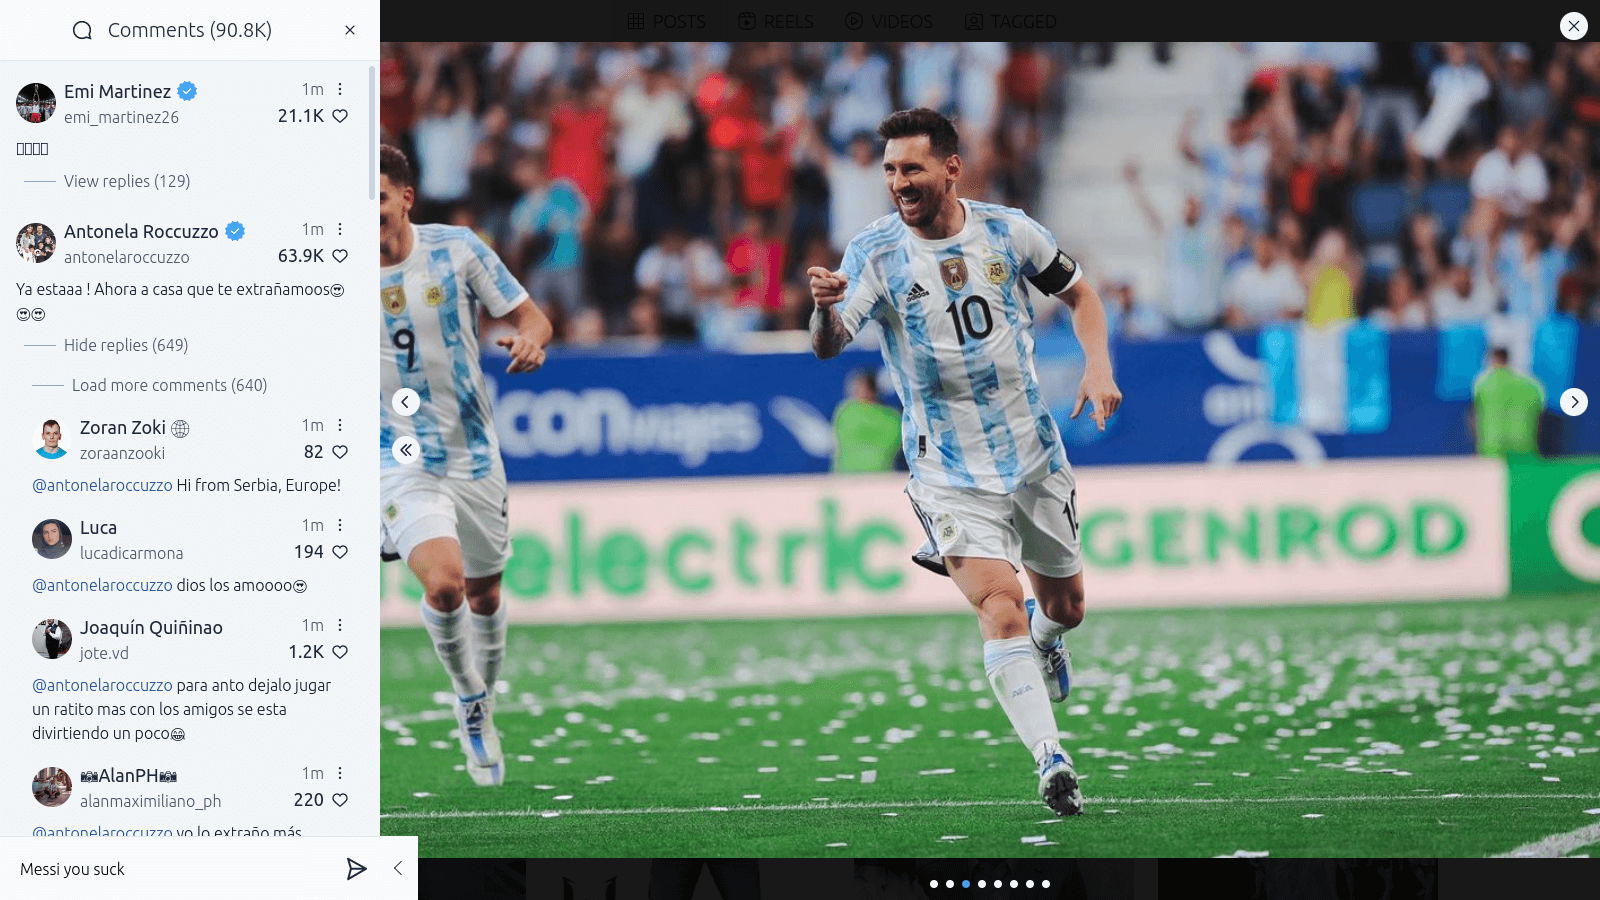 POSTS REELS VIDEOS TAGGED
Comments (90.8K)
Emi Martinez 1m
emi_martinez26 21.1K
View replies (129)
Antonela Roccuzzo 1m
antonelaroccuzzo 63.9K
Ya estaaa ! Ahora a casa que te extrañamoos😍
😍😍
Hide replies (649)
Load more comments (640)
Zoran Zoki 🌐 1m
zoraanzooki 82
@antonelaroccuzzo Hi from Serbia, Europe!
Luca 1m
lucadicarmona 194
@antonelaroccuzzo dios los amoooo😍
Joaquín Quiñinao 1m
jote.vd 1.2K
@antonelaroccuzzo para anto dejalo jugar
un ratito mas con los amigos se esta
divirtiendo un poco😂
📸AlanPH📸 1m
alanmaximiliano_ph 220
@antonelaroccuzzo yo lo extraño más
Messi you suck
adidas
AFA
10
9
10
iconviajes
electric
GENROD
AFA